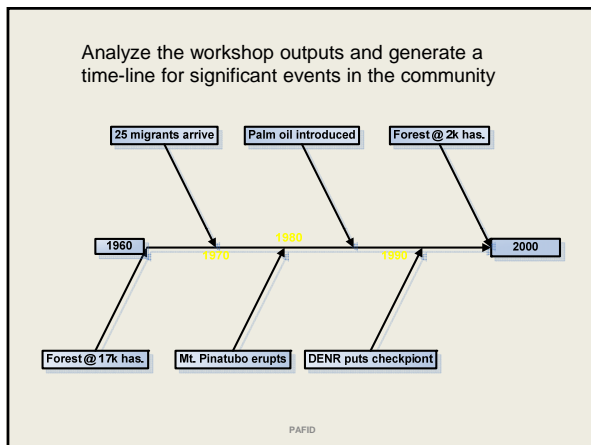 Analyze the workshop outputs and generate a
time-line for significant events in the community
25 migrants arrive
Palm oil introduced
Forest @ 2k has.
1960
1970
1980
1990
2000
Forest @ 17k has.
Mt. Pinatubo erupts
DENR puts checkpiont
PAFID